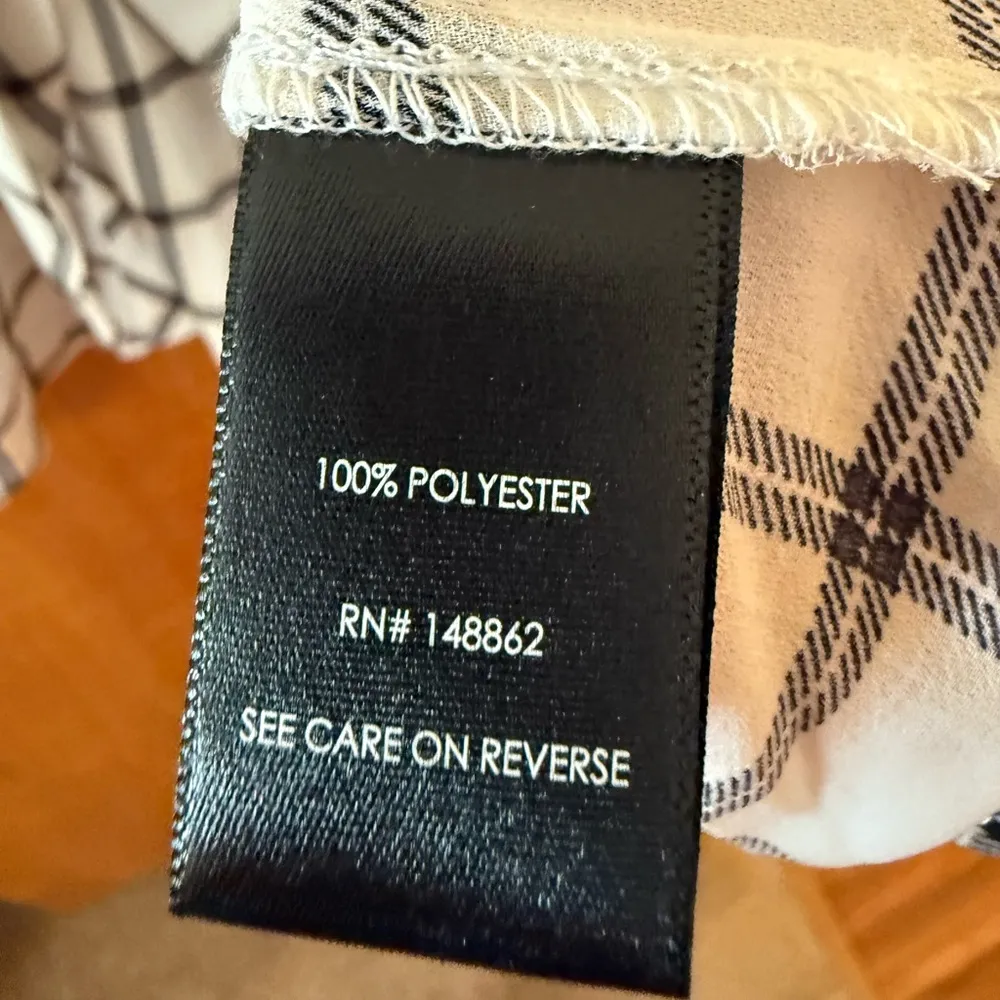 100% POLYESTER
RN# 148862
SEE CARE ON REVERSE